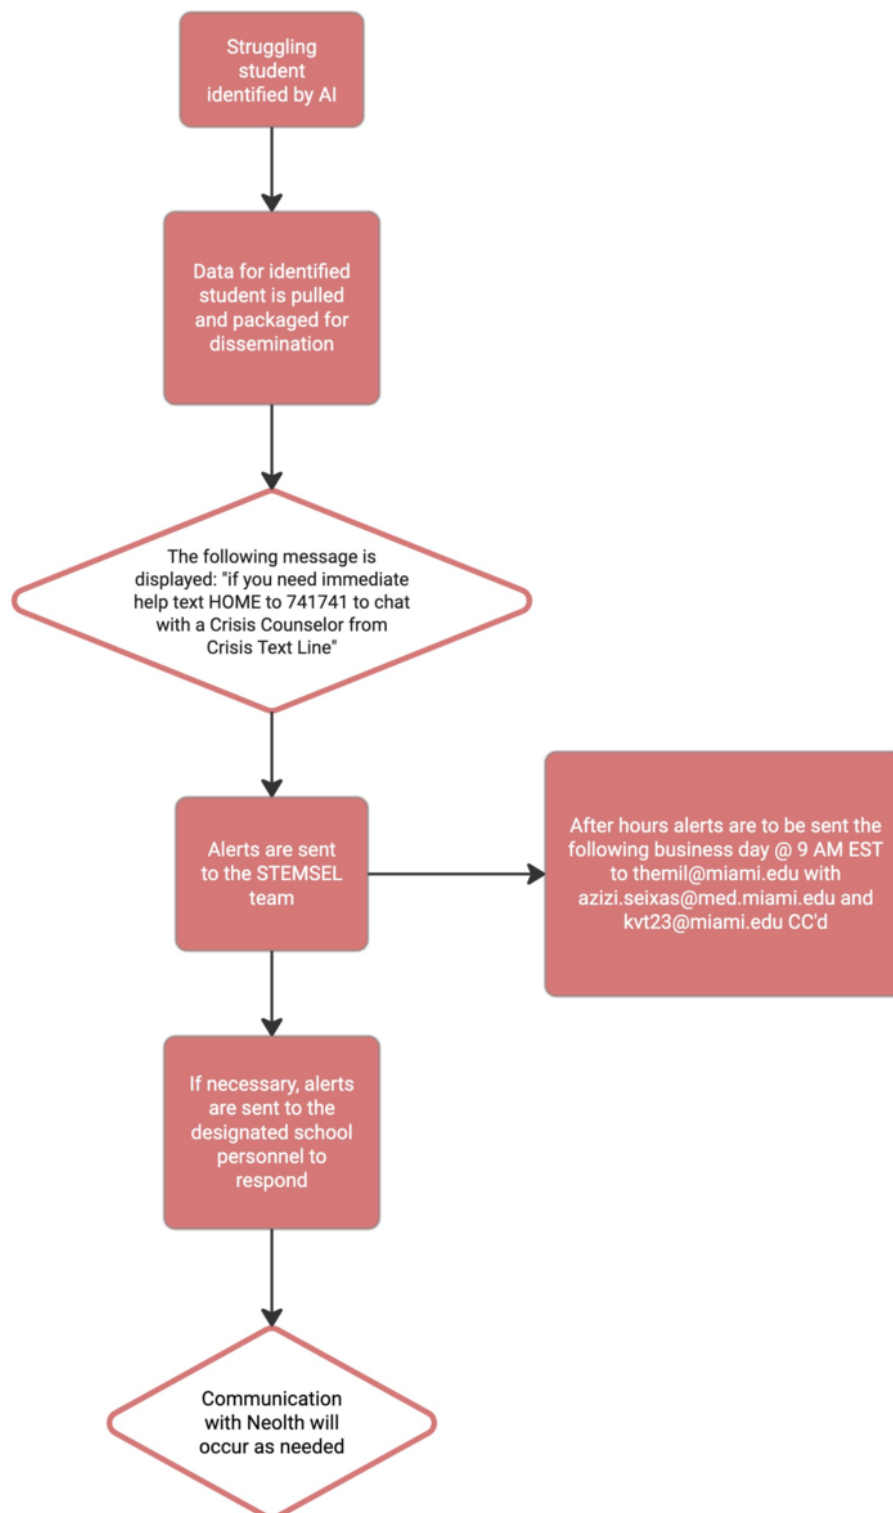 Struggling
student
identified by AI
Data for identified
student is pulled
and packaged for
dissemination
The following message is
displayed: "if you need immediate
help text HOME to 741741 to chat
with a Crisis Counselor from
Crisis Text Line"
Alerts are sent
to the STEMSEL
team
After hours alerts are to be sent the
following business day @ 9 AM EST
to themil@miami.edu with
azizi.seixas@med.miami.edu and
kvt23@miami.edu CC'd
If necessary, alerts
are sent to the
designated school
personnel to
respond
Communication
with Neolth will
occur as needed